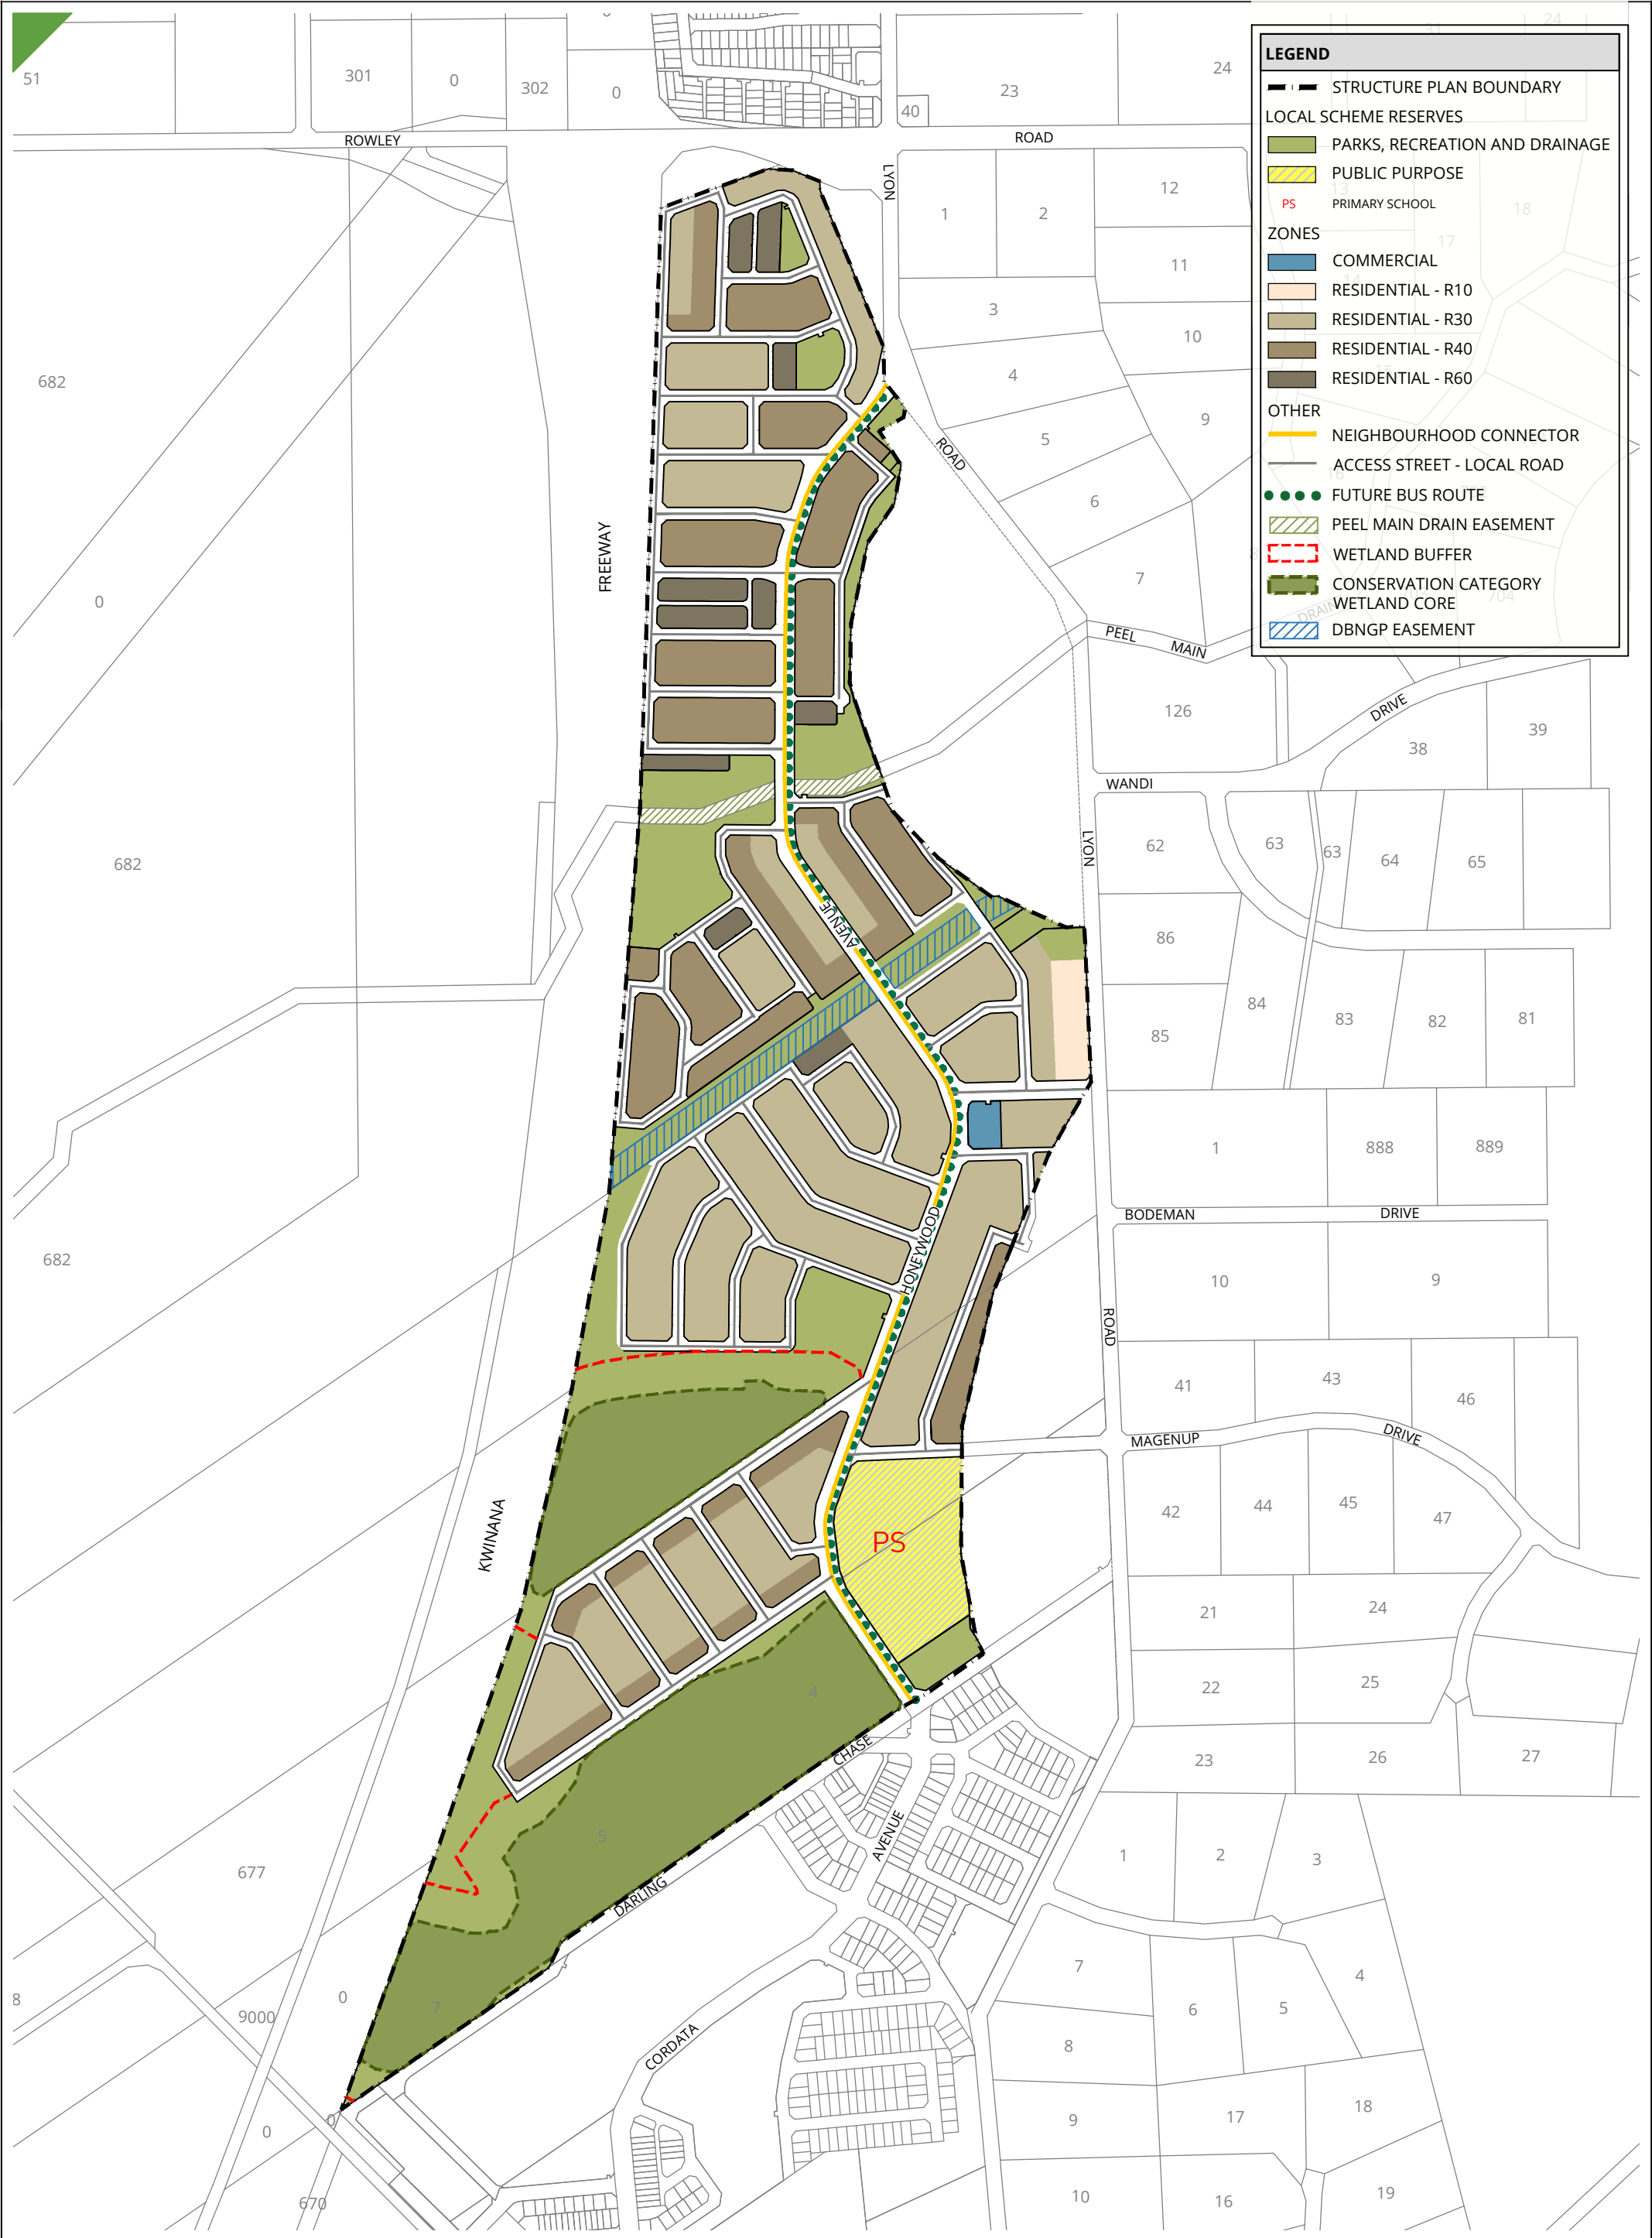 LEGEND
STRUCTURE PLAN BOUNDARY
LOCAL SCHEME RESERVES
PARKS, RECREATION AND DRAINAGE
PUBLIC PURPOSE
PS PRIMARY SCHOOL
ZONES
COMMERCIAL
RESIDENTIAL - R10
RESIDENTIAL - R30
RESIDENTIAL - R40
RESIDENTIAL - R60
OTHER
NEIGHBOURHOOD CONNECTOR
ACCESS STREET - LOCAL ROAD
FUTURE BUS ROUTE
PEEL MAIN DRAIN EASEMENT
WETLAND BUFFER
CONSERVATION CATEGORY
WETLAND CORE
DBNGP EASEMENT
51
301
0
302
0
40
23
24
ROWLEY
ROAD
LYON
1
2
12
11
3
10
4
9
5
ROAD
6
7
682
0
FREEWAY
PEEL
MAIN
DRAIN
126
DRIVE
38
39
WANDI
LYON
62
63
63
64
65
682
AVENUE
86
84
85
83
82
81
1
888
889
BODEMAN
DRIVE
HONEYWOOD
682
10
9
ROAD
41
43
46
MAGENUP
DRIVE
42
44
45
47
KWINANA
PS
21
24
22
25
4
23
26
27
CHASE
AVENUE
5
677
DARLING
1
2
3
0
7
9000
8
7
4
6
5
8
CORDATA
0
0
9
17
18
670
10
16
19